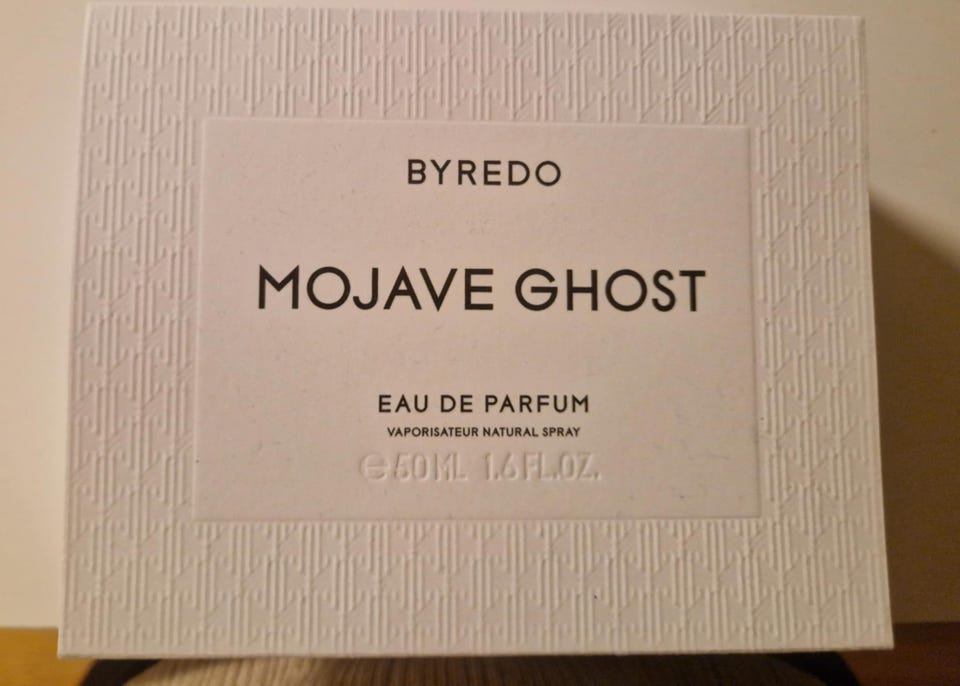 BYREDO
MOJAVE GHOST
EAU DE PARFUM
VAPORISATEUR NATURAL SPRAY
℮50ML 1.6FL.OZ.